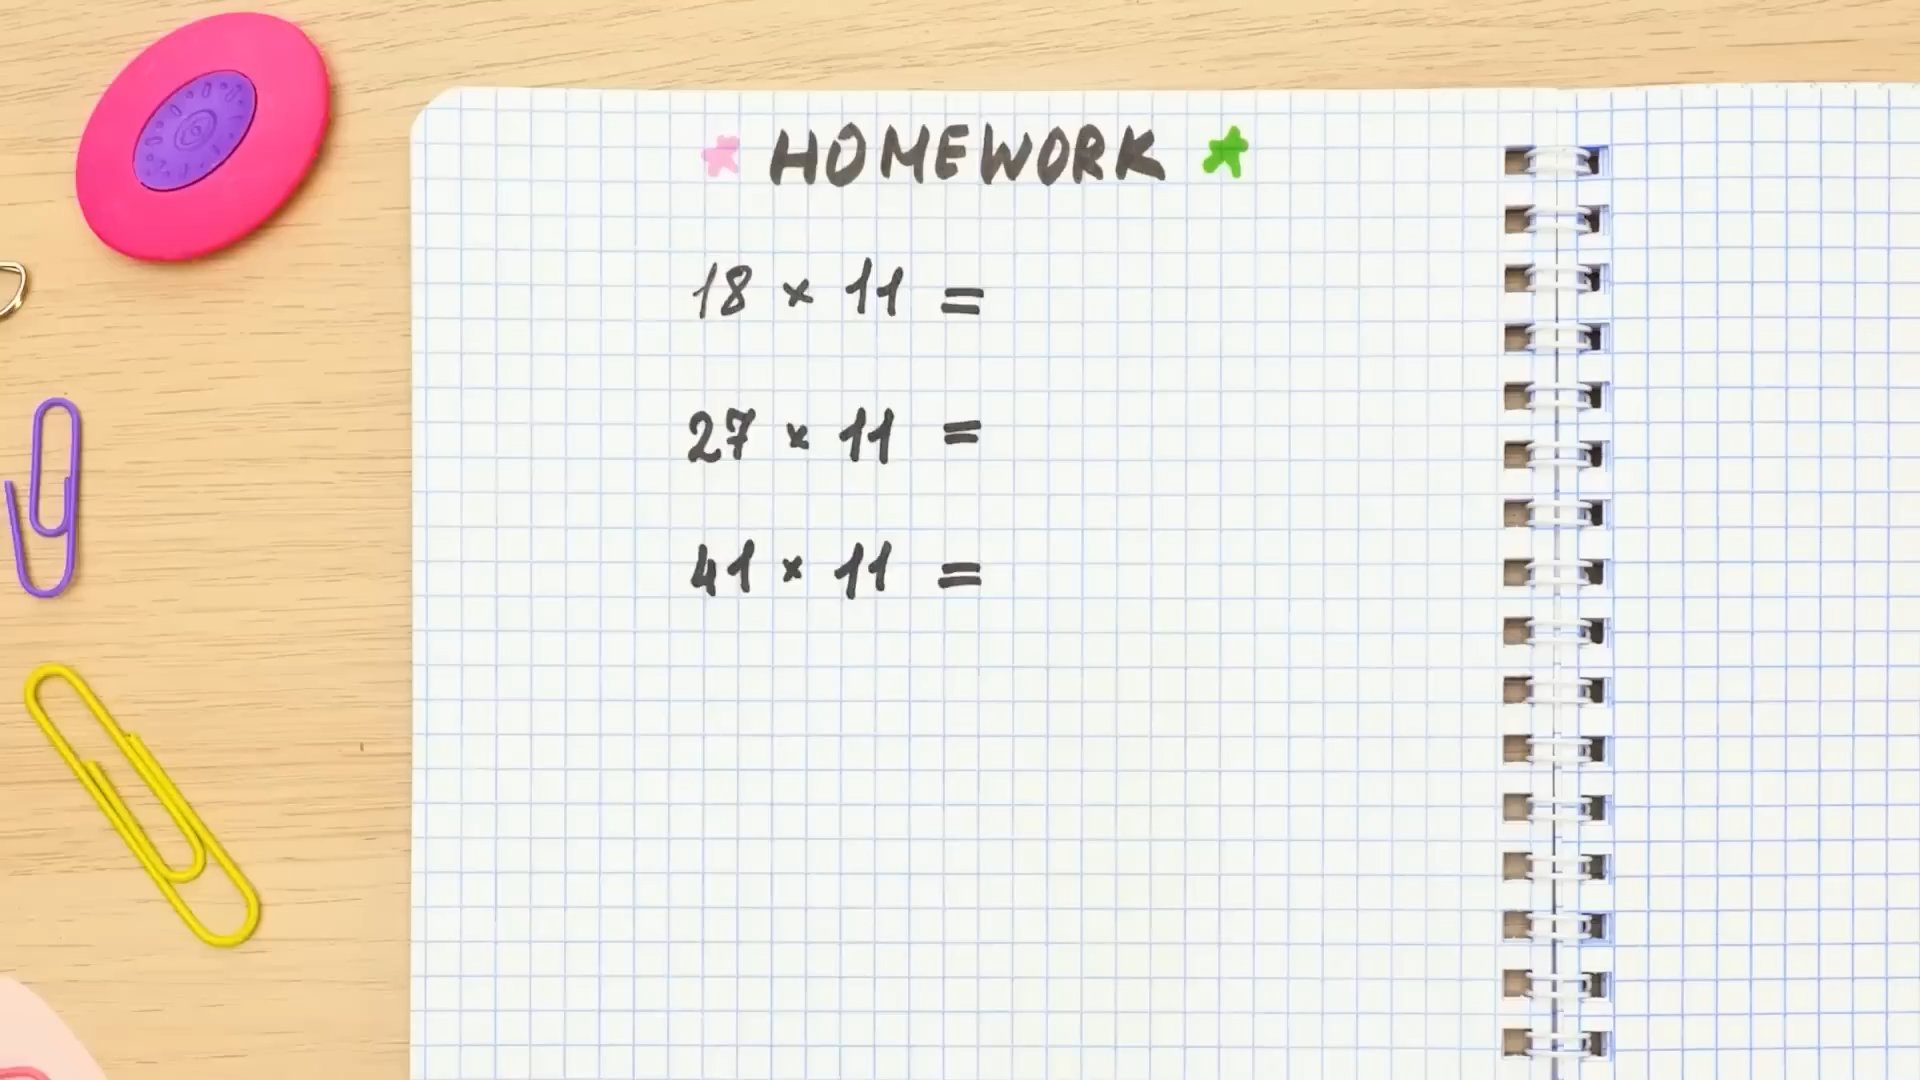 HOMEWORK
18 × 11 =
27 × 11 =
41 × 11 =